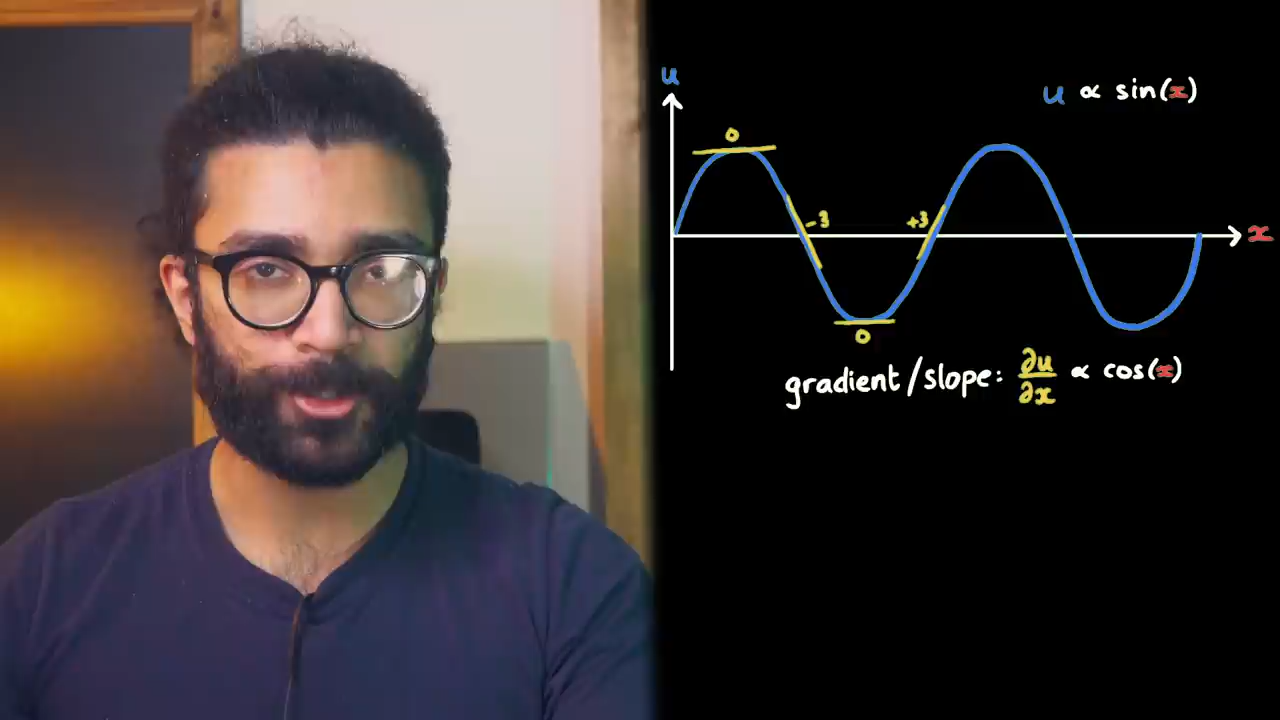 u
u ∝ sin(x)
0
-3
+3
x
0
gradient/slope: ∂u/∂x ∝ cos(x)